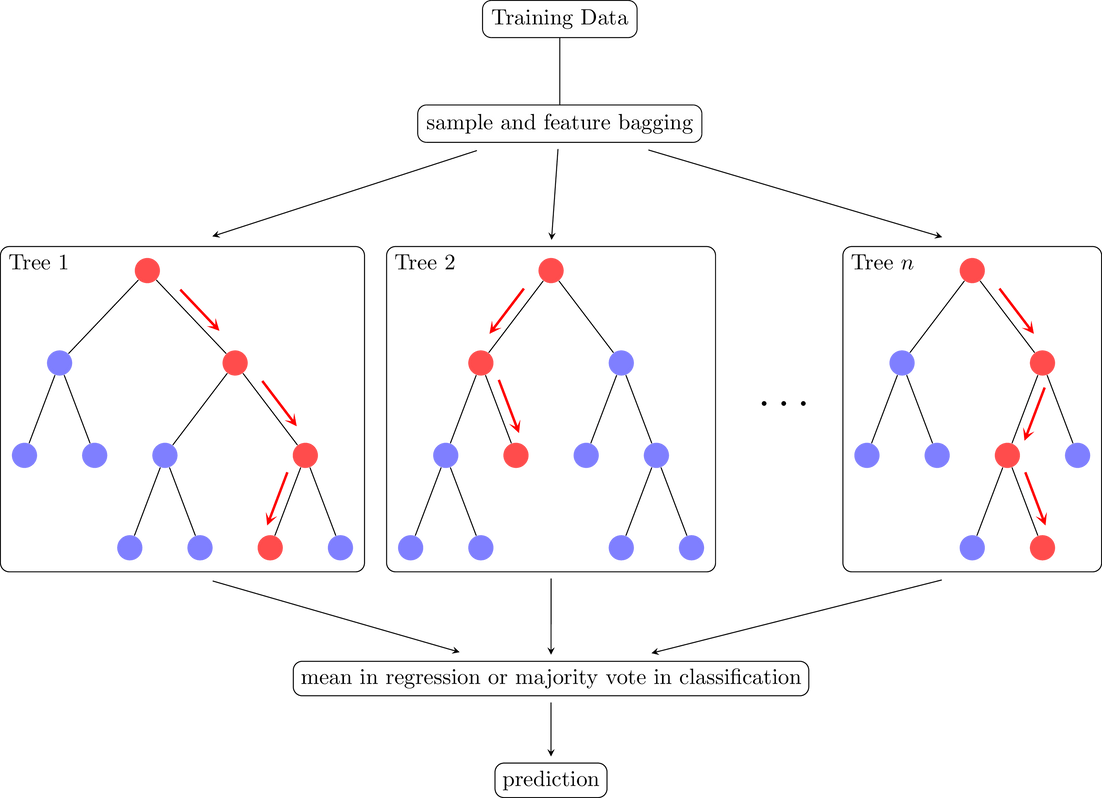 Training Data
sample and feature bagging
Tree 1
Tree 2
Tree n
. . .
mean in regression or majority vote in classification
prediction